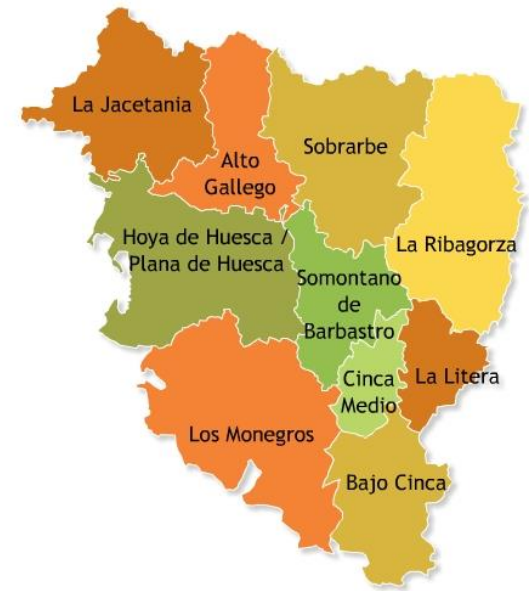 La Jacetania
Alto
Gallego
Sobrarbe
La Ribagorza
Hoya de Huesca /
Plana de Huesca
Somontano
de
Barbastro
Cinca
Medio
La Litera
Los Monegros
Bajo Cinca